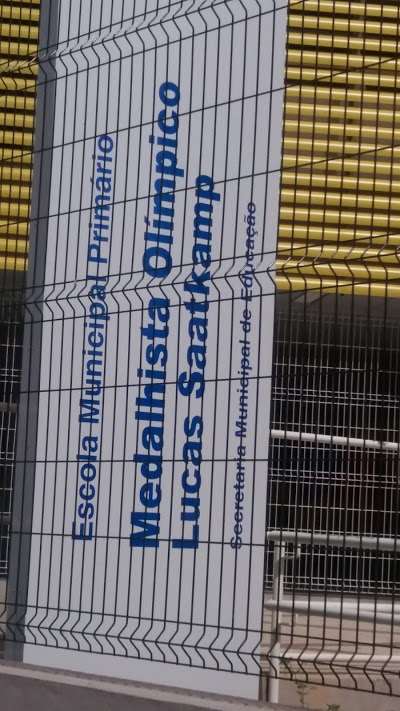 Escola Municipal Primário
Medalhista Olímpico
Lucas Saatkamp
Secretaria Municipal de Educação